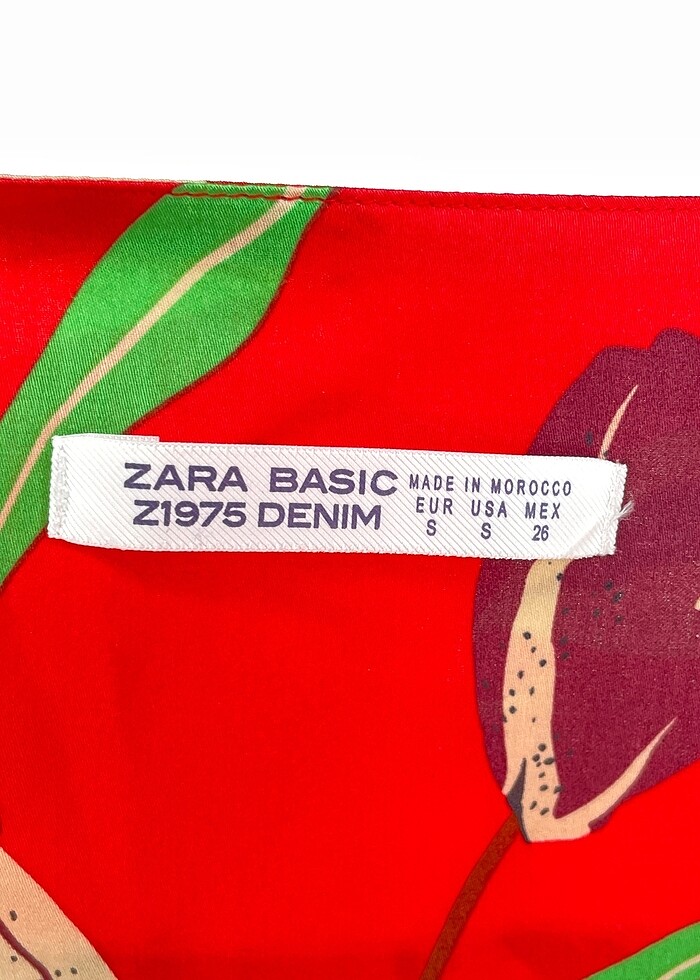 ZARA BASIC
Z1975 DENIM
MADE IN MOROCCO
EUR USA MEX
S S 26